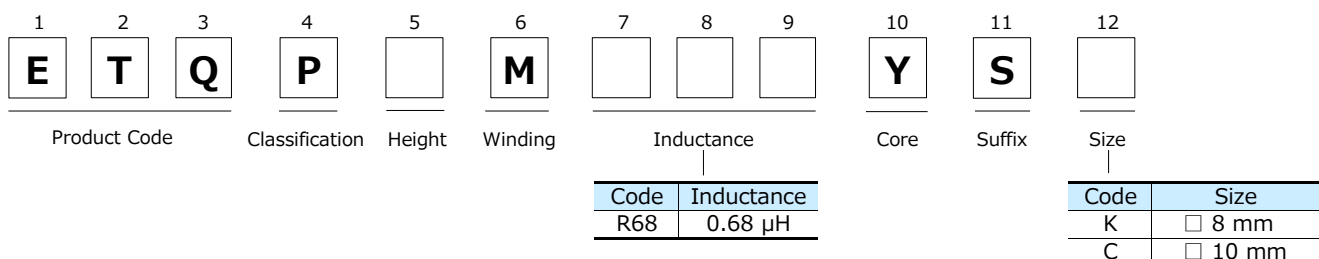 1 2 3 4 5 6 7 8 9 10 11 12
E T Q P M Y S
Product Code Classification Height Winding Inductance Core Suffix Size
Code Inductance
R68 0.68 µH
Code Size
K □ 8 mm
C □ 10 mm